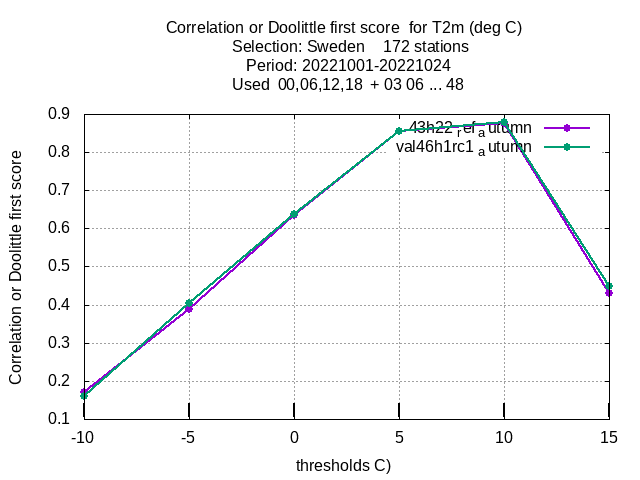 Correlation or Doolittle first score  for T2m (deg C)
Selection: Sweden    172 stations
Period: 20221001-20221024
Used  00,06,12,18  + 03 06 ... 48
43h22_ref_autumn
val46h1rc1_autumn
Correlation or Doolittle first score
0.9
0.8
0.7
0.6
0.5
0.4
0.3
0.2
0.1
-10 -5 0 5 10 15
thresholds C)